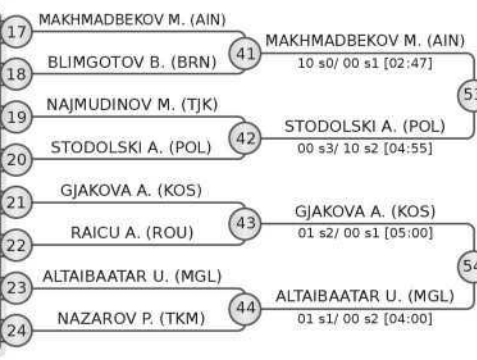 17 MAKHMADBEKOV M. (AIN)
18 BLIMGOTOV B. (BRN)
41 MAKHMADBEKOV M. (AIN)
10 s0/ 00 s1 [02:47]
19 NAJMUDINOV M. (TJK)
20 STODOLSKI A. (POL)
42 STODOLSKI A. (POL)
00 s3/ 10 s2 [04:55]
21 GJAKOVA A. (KOS)
22 RAICU A. (ROU)
43 GJAKOVA A. (KOS)
01 s2/ 00 s1 [05:00]
23 ALTAIBAATAR U. (MGL)
24 NAZAROV P. (TKM)
44 ALTAIBAATAR U. (MGL)
01 s1/ 00 s2 [04:00]
54